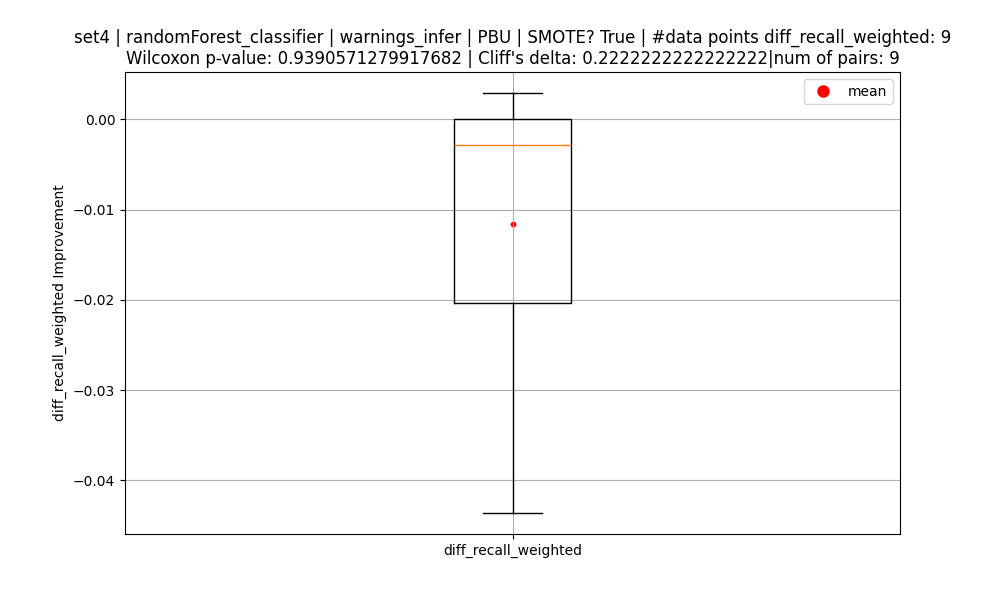 set4 | randomForest_classifier | warnings_infer | PBU | SMOTE? True | #data points diff_recall_weighted: 9
Wilcoxon p-value: 0.9390571279917682 | Cliff's delta: 0.2222222222222222|num of pairs: 9
mean
0.00
−0.01
−0.02
−0.03
−0.04
diff_recall_weighted Improvement
diff_recall_weighted